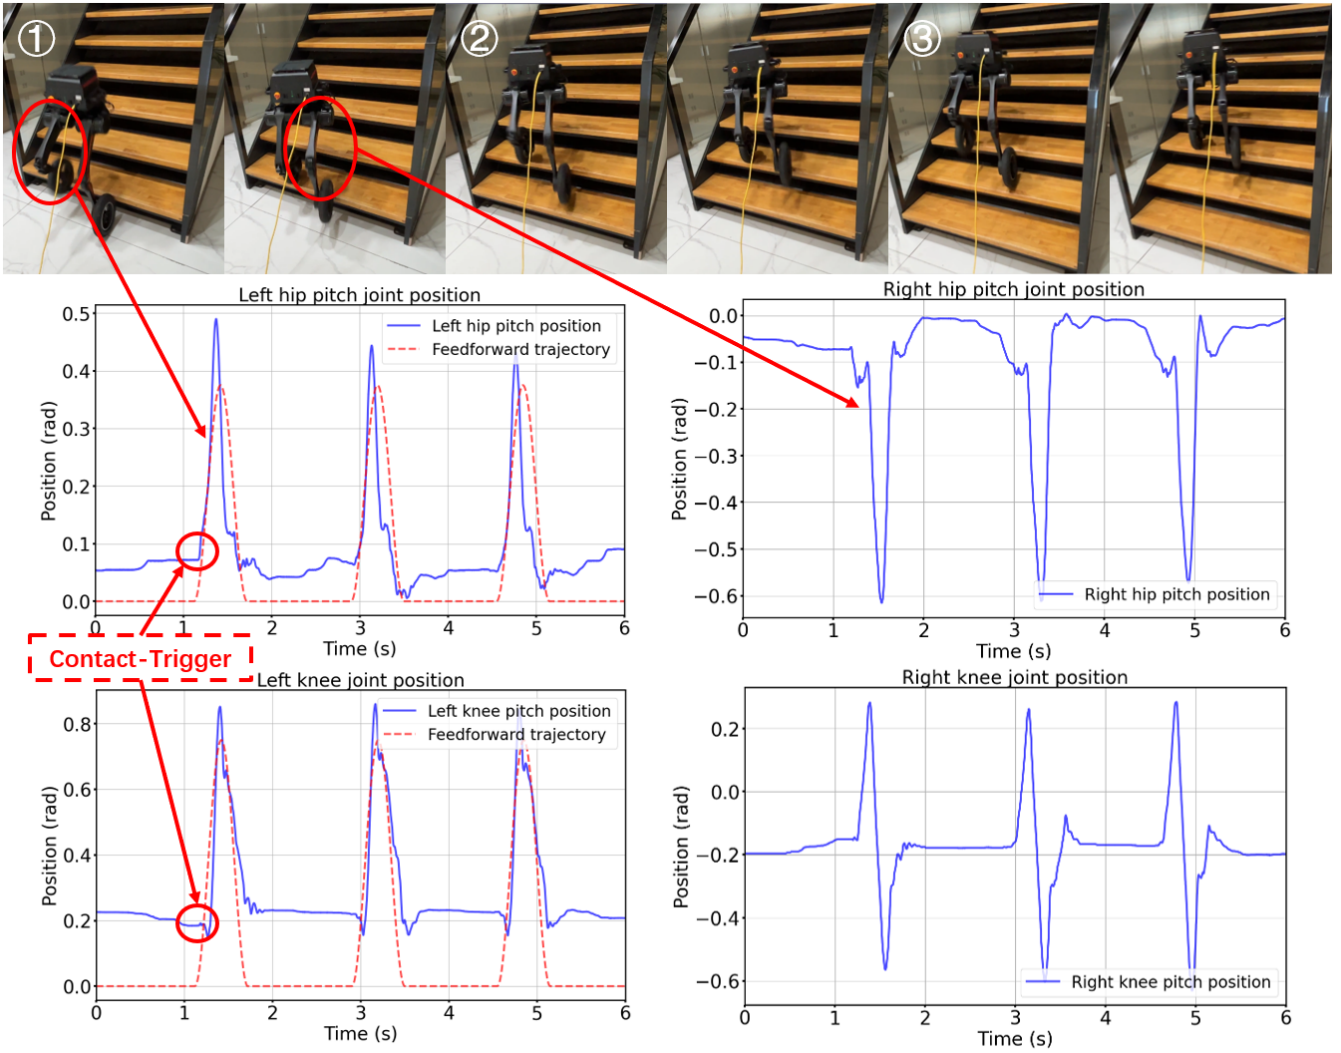 ① ② ③
Left hip pitch joint position
Left hip pitch position
Feedforward trajectory
Position (rad)
0.5
0.4
0.3
0.2
0.1
0.0
0 1 2 3 4 5 6
Time (s)
Right hip pitch joint position
Right hip pitch position
Position (rad)
0.0
−0.1
−0.2
−0.3
−0.4
−0.5
−0.6
0 1 2 3 4 5 6
Time (s)
Contact-Trigger
Left knee joint position
Left knee pitch position
Feedforward trajectory
Position (rad)
0.8
0.6
0.4
0.2
0.0
0 1 2 3 4 5 6
Time (s)
Right knee joint position
Right knee pitch position
Position (rad)
0.2
0.0
−0.2
−0.4
−0.6
0 1 2 3 4 5 6
Time (s)